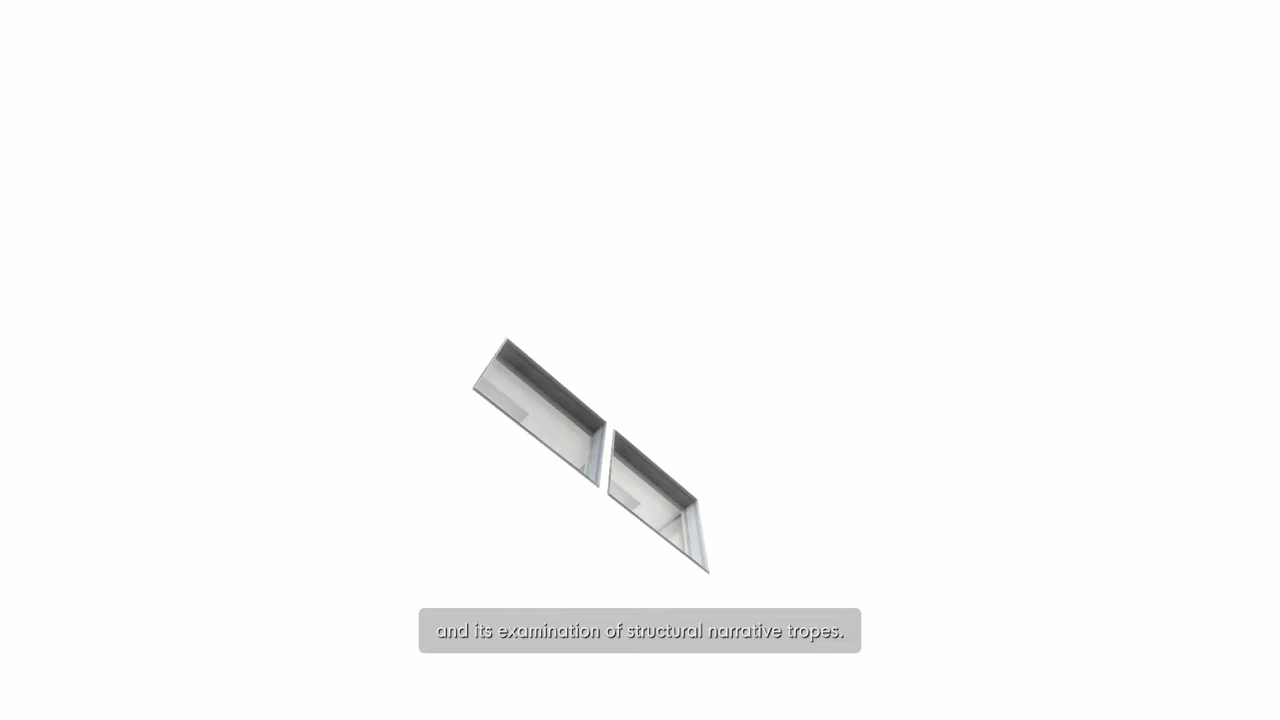 and its examination of structural narrative tropes.